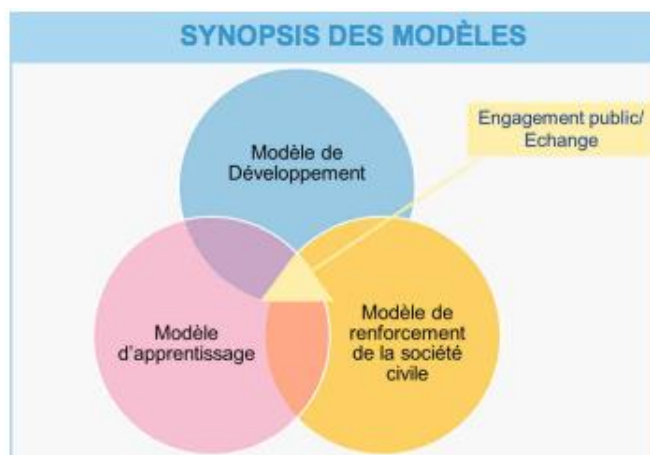 SYNOPSIS DES MODÈLES
Engagement public/
Echange
Modèle de
Développement
Modèle
d'apprentissage
Modèle de
renforcement
de la société
civile